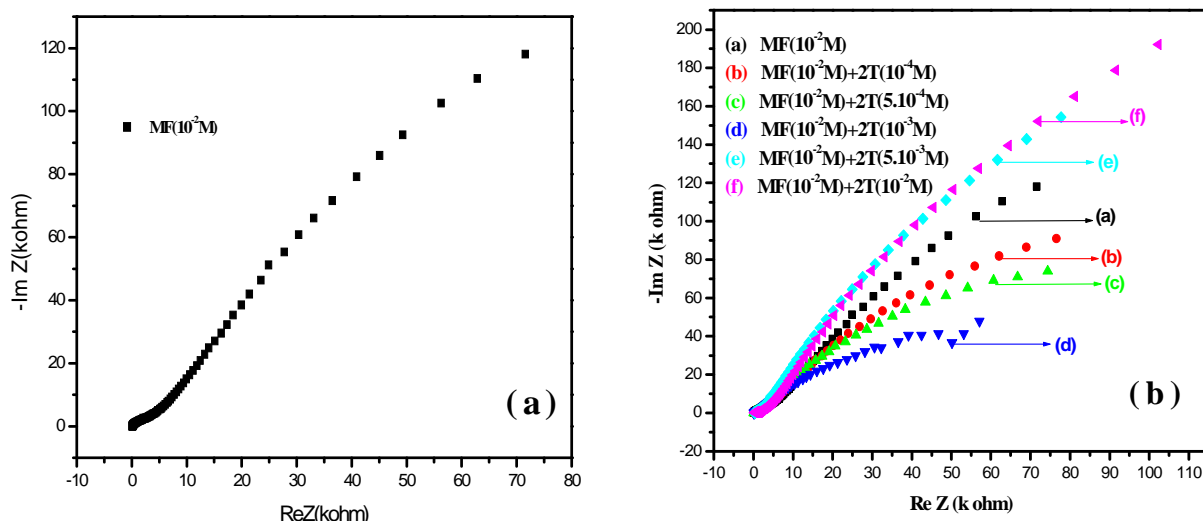 120
100
80
60
40
20
0
-Im Z(kohm)
MF(10⁻²M)
(a)
-10 0 10 20 30 40 50 60 70 80
ReZ(kohm)
200
180
160
140
120
100
80
60
40
20
0
-20
-Im Z (k ohm)
(a) MF(10⁻²M)
(b) MF(10⁻²M)+2T(10⁻⁴M)
(c) MF(10⁻²M)+2T(5.10⁻⁴M)
(d) MF(10⁻²M)+2T(10⁻³M)
(e) MF(10⁻²M)+2T(5.10⁻³M)
(f) MF(10⁻²M)+2T(10⁻²M)
(f)
(e)
(a)
(b)
(c)
(d)
(b)
-10 0 10 20 30 40 50 60 70 80 90 100 110
Re Z (k ohm)